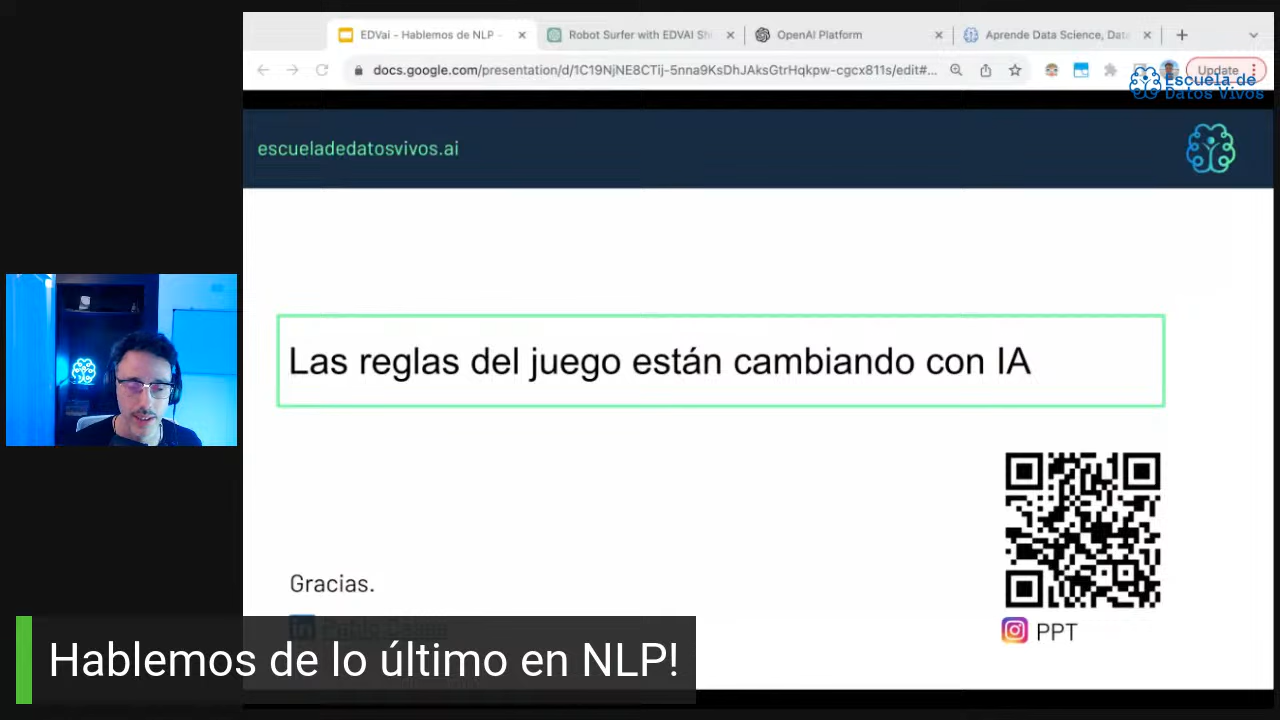 EDVai - Hablemos de NLP -
Robot Surfer with EDVAI Sh
OpenAI Platform
Aprende Data Science, Data
docs.google.com/presentation/d/1C19NjNE8CTij-5nna9KsDhJAksGtrHqkpw-cgcx811s/edit#...
Update
Escuela de
Datos Vivos
escueladedatosvivos.ai
Las reglas del juego están cambiando con IA
Gracias.
PPT
Hablemos de lo último en NLP!